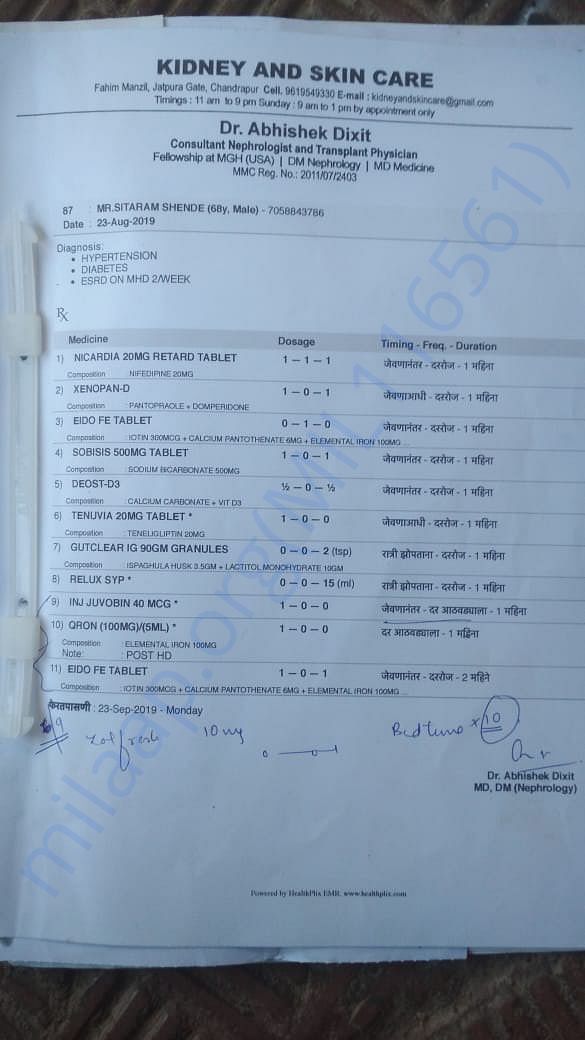 KIDNEY AND SKIN CARE
Fahim Manzil, Jatpura Gate, Chandrapur Cell. 9619549330 E-mail : kidneyandskincare@gmail.com
Timings : 11 am to 9 pm Sunday : 9 am to 1 pm by appointment only
Dr. Abhishek Dixit
Consultant Nephrologist and Transplant Physician
Fellowship at MGH (USA) | DM Nephrology | MD Medicine
MMC Reg. No.: 2011/07/2403
87 : MR.SITARAM SHENDE (68y, Male) - 7058843786
Date : 23-Aug-2019
Diagnosis:
• HYPERTENSION
• DIABETES
• ESRD ON MHD 2/WEEK
℞
Medicine Dosage Timing - Freq. - Duration
1) NICARDIA 20MG RETARD TABLET 1 – 1 – 1 जेवणानंतर - दररोज - 1 महिना
Composition : NIFEDIPINE 20MG
2) XENOPAN-D 1 – 0 – 1 जेवणाआधी - दररोज - 1 महिना
Composition : PANTOPRAOLE + DOMPERIDONE
3) EIDO FE TABLET 0 – 1 – 0 जेवणानंतर - दररोज - 1 महिना
Composition : IOTIN 300MCG + CALCIUM PANTOTHENATE 6MG + ELEMENTAL IRON 100MG ...
4) SOBISIS 500MG TABLET 1 – 0 – 1 जेवणानंतर - दररोज - 1 महिना
Composition : SODIUM BICARBONATE 500MG
5) DEOST-D3 ½ – 0 – ½ जेवणानंतर - दररोज - 1 महिना
Composition : CALCIUM CARBONATE + VIT D3
6) TENUVIA 20MG TABLET * 1 – 0 – 0 जेवणाआधी - दररोज - 1 महिना
Composition : TENELIGLIPTIN 20MG
7) GUTCLEAR IG 90GM GRANULES 0 – 0 – 2 (tsp) रात्री झोपताना - दररोज - 1 महिना
Composition : ISPAGHULA HUSK 3.5GM + LACTITOL MONOHYDRATE 10GM
8) RELUX SYP * 0 – 0 – 15 (ml) रात्री झोपताना - दररोज - 1 महिना
9) INJ JUVOBIN 40 MCG * 1 – 0 – 0 जेवणानंतर - दर आठवड्याला - 1 महिना
10) QRON (100MG)/(5ML) * 1 – 0 – 0 दर आठवड्याला - 1 महिना
Composition : ELEMENTAL IRON 100MG
Note: : POST HD
11) EIDO FE TABLET 1 – 0 – 1 जेवणानंतर - दररोज - 2 महिने
Composition : IOTIN 300MCG + CALCIUM PANTOTHENATE 6MG + ELEMENTAL IRON 100MG ...
फेरतपासणी : 23-Sep-2019 - Monday
Zolfresh 10 mg Bedtime × 10
Dr. Abhishek Dixit
MD, DM (Nephrology)
Powered by HealthPlix EMR. www.healthplix.com
milaap.org(MIL116561)